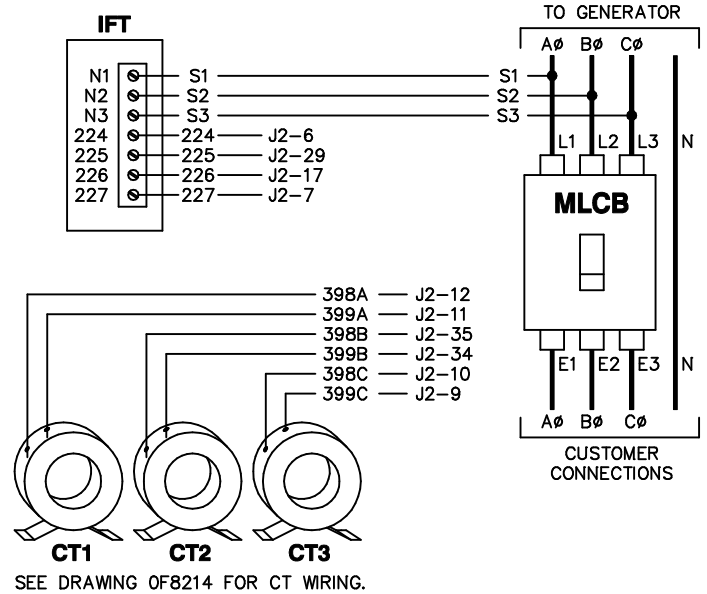 IFT
N1 S1 S1
N2 S2 S2
N3 S3 S3
224 224 J2-6
225 225 J2-29
226 226 J2-17
227 227 J2-7
TO GENERATOR
AØ BØ CØ
L1 L2 L3 N
MLCB
E1 E2 E3 N
AØ BØ CØ
CUSTOMER
CONNECTIONS
398A J2-12
399A J2-11
398B J2-35
399B J2-34
398C J2-10
399C J2-9
CT1 CT2 CT3
SEE DRAWING 0F8214 FOR CT WIRING.